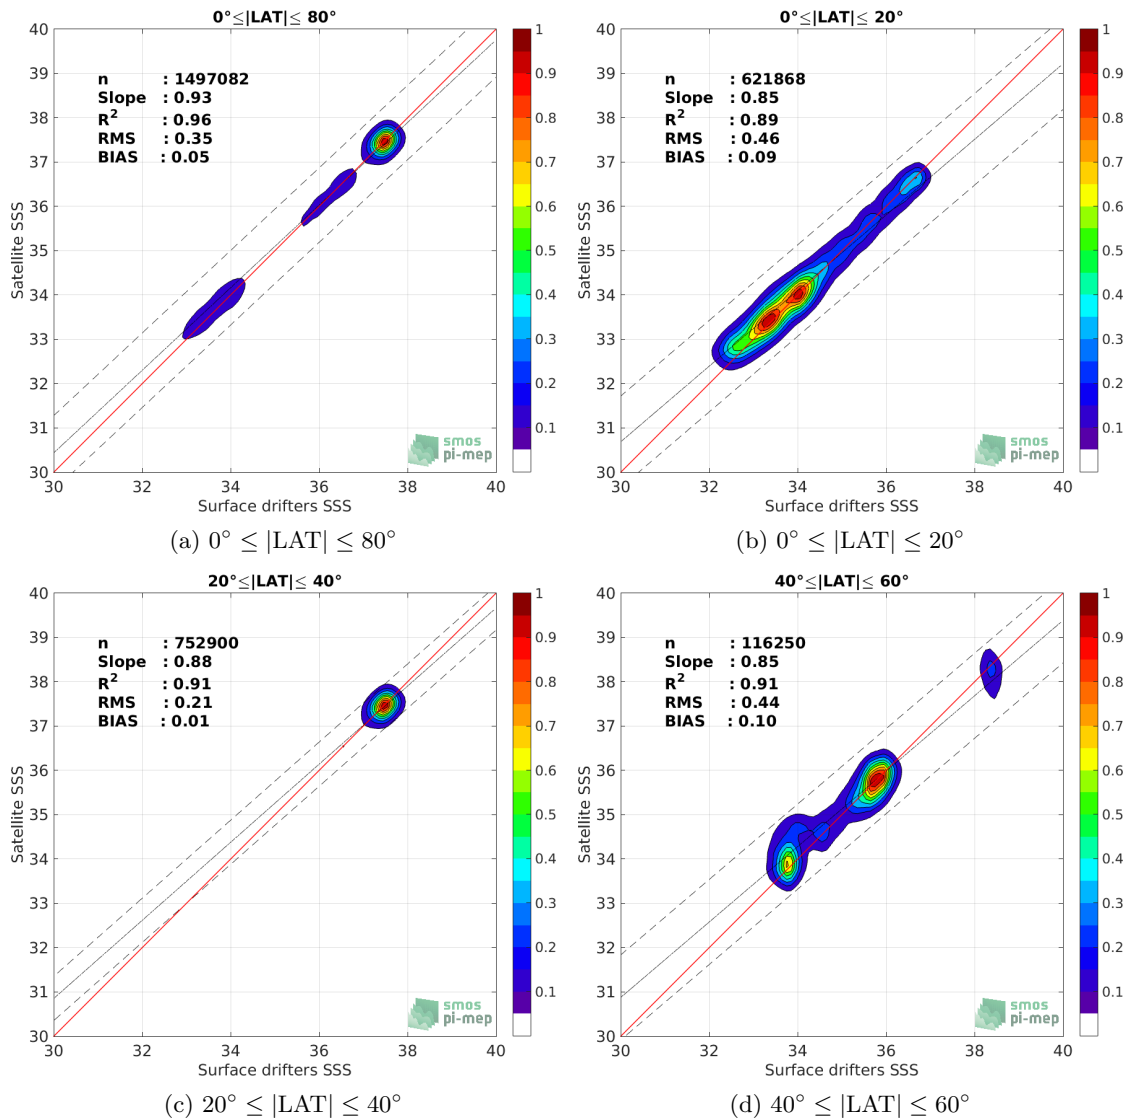 0°≤|LAT|≤ 80°
n : 1497082
Slope : 0.93
R² : 0.96
RMS : 0.35
BIAS : 0.05
Satellite SSS
40
39
38
37
36
35
34
33
32
31
30
30 32 34 36 38 40
Surface drifters SSS
1
0.9
0.8
0.7
0.6
0.5
0.4
0.3
0.2
0.1
smos
pi-mep
(a) 0° ≤ |LAT| ≤ 80°
0°≤|LAT|≤ 20°
n : 621868
Slope : 0.85
R² : 0.89
RMS : 0.46
BIAS : 0.09
Satellite SSS
40
39
38
37
36
35
34
33
32
31
30
30 32 34 36 38 40
Surface drifters SSS
1
0.9
0.8
0.7
0.6
0.5
0.4
0.3
0.2
0.1
smos
pi-mep
(b) 0° ≤ |LAT| ≤ 20°
20°≤|LAT|≤ 40°
n : 752900
Slope : 0.88
R² : 0.91
RMS : 0.21
BIAS : 0.01
Satellite SSS
40
39
38
37
36
35
34
33
32
31
30
30 32 34 36 38 40
Surface drifters SSS
1
0.9
0.8
0.7
0.6
0.5
0.4
0.3
0.2
0.1
smos
pi-mep
(c) 20° ≤ |LAT| ≤ 40°
40°≤|LAT|≤ 60°
n : 116250
Slope : 0.85
R² : 0.91
RMS : 0.44
BIAS : 0.10
Satellite SSS
40
39
38
37
36
35
34
33
32
31
30
30 32 34 36 38 40
Surface drifters SSS
1
0.9
0.8
0.7
0.6
0.5
0.4
0.3
0.2
0.1
smos
pi-mep
(d) 40° ≤ |LAT| ≤ 60°